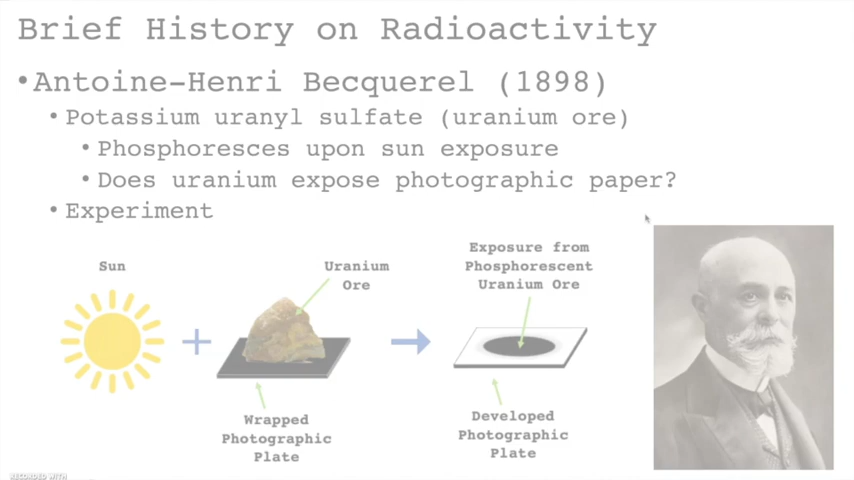 Brief History on Radioactivity
•Antoine-Henri Becquerel (1898)
•Potassium uranyl sulfate (uranium ore)
•Phosphoresces upon sun exposure
•Does uranium expose photographic paper?
•Experiment
Sun
Uranium
Ore
Exposure from
Phosphorescent
Uranium Ore
Wrapped
Photographic
Plate
Developed
Photographic
Plate
RECORDED WITH